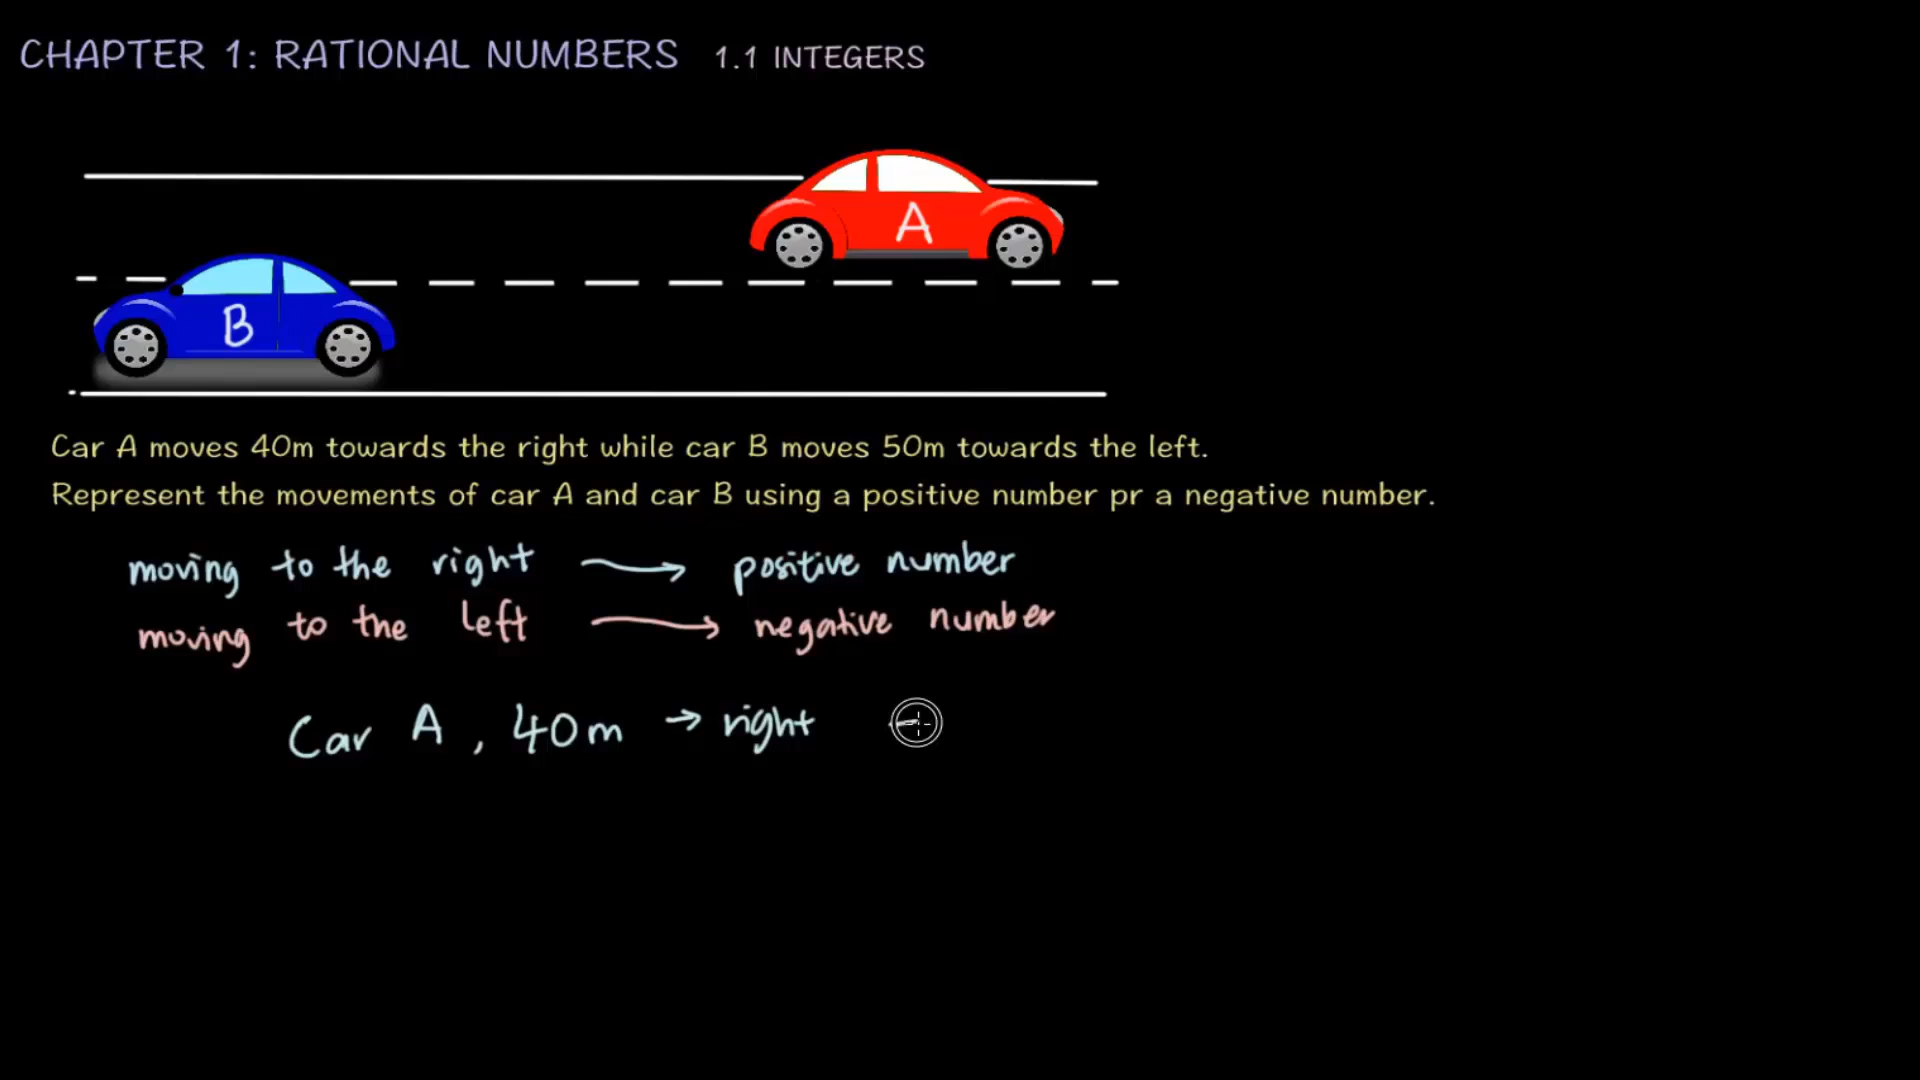 CHAPTER 1: RATIONAL NUMBERS 1.1 INTEGERS
A
B
Car A moves 40m towards the right while car B moves 50m towards the left.
Represent the movements of car A and car B using a positive number pr a negative number.
moving to the right → positive number
moving to the left → negative number
Car A , 40m → right